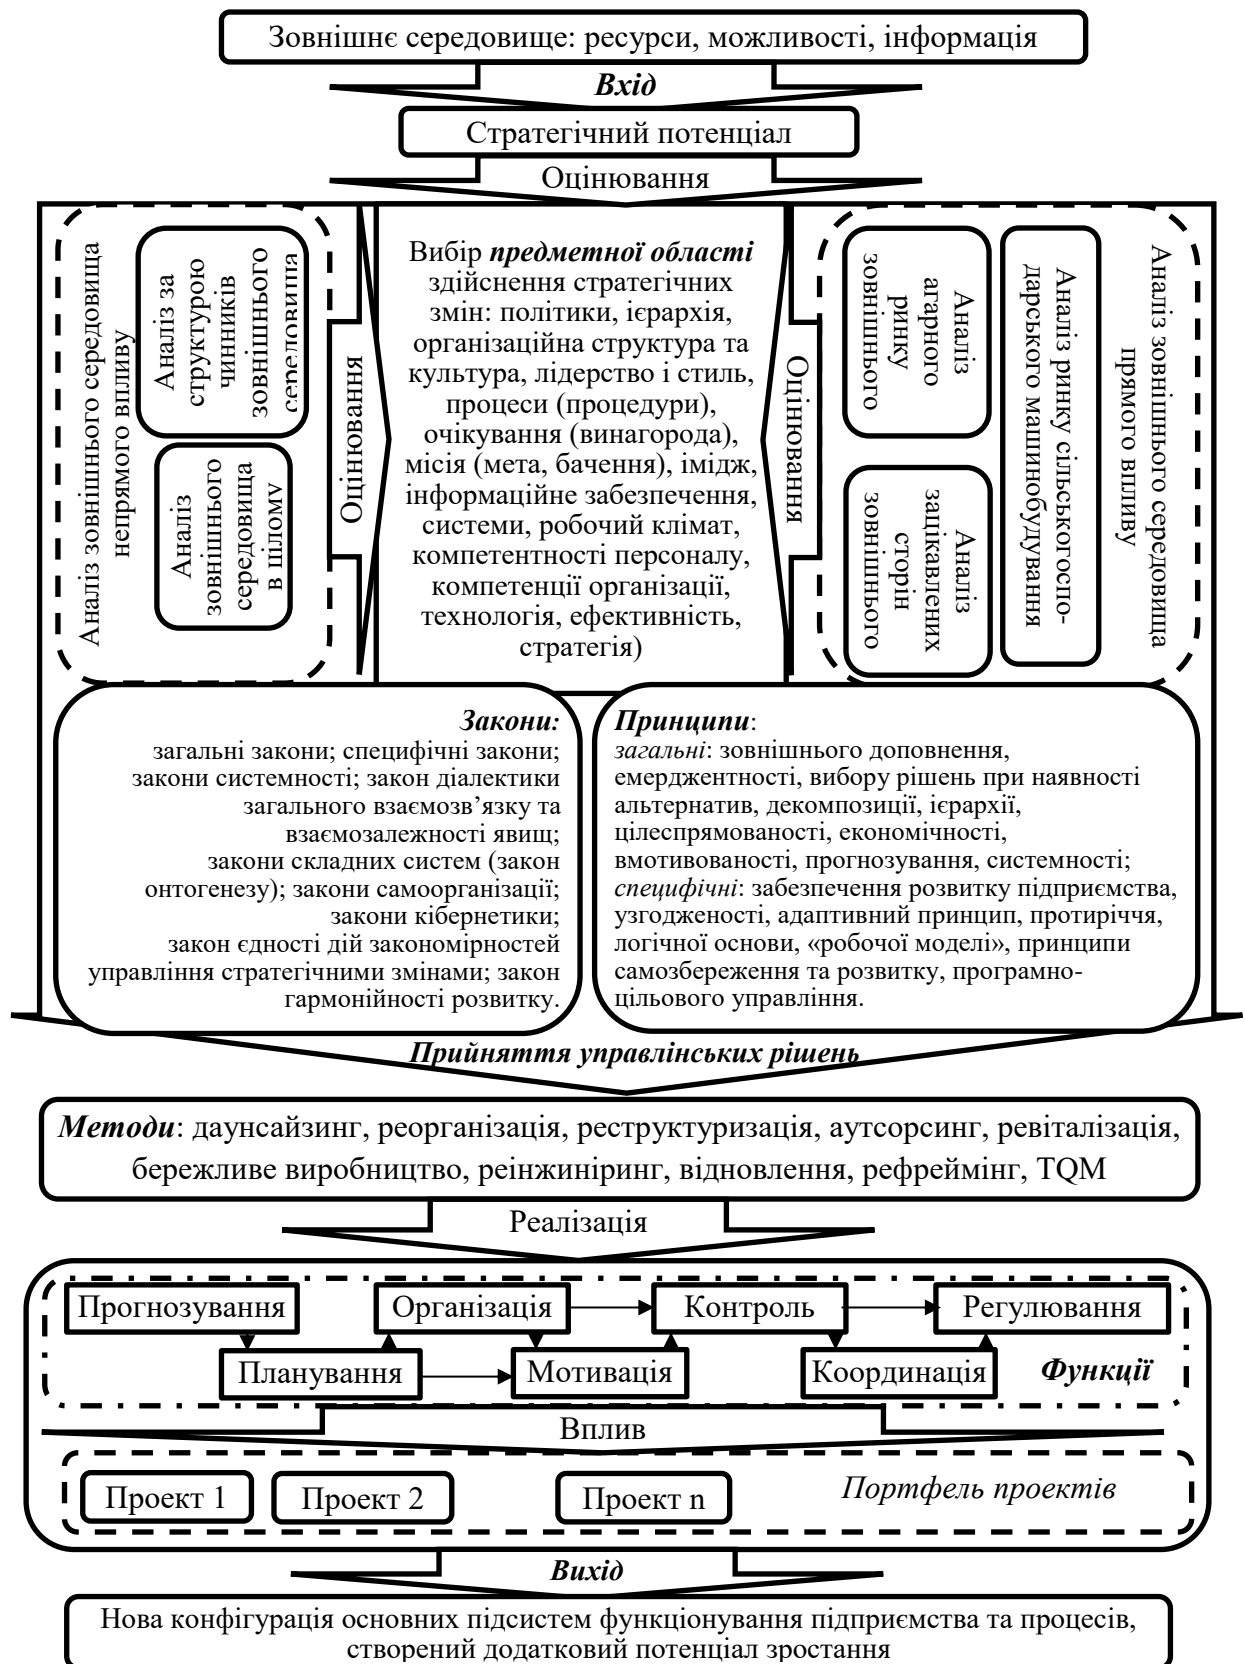 Зовнішнє середовище: ресурси, можливості, інформація
Вхід
Стратегічний потенціал
Оцінювання
Аналіз зовнішнього середовища
непрямого впливу
Аналіз за
структурою
чинників
зовнішнього
середовища
Аналіз
зовнішнього
середовища
в цілому
Оцінювання
Вибір предметної області
здійснення стратегічних
змін: політики, ієрархія,
організаційна структура та
культура, лідерство і стиль,
процеси (процедури),
очікування (винагорода),
місія (мета, бачення), імідж,
інформаційне забезпечення,
системи, робочий клімат,
компетентності персоналу,
компетенції організації,
технологія, ефективність,
стратегія)
Оцінювання
Аналіз
агарного
ринку
зовнішнього
Аналіз
зацікавлених
сторін
зовнішнього
Аналіз ринку сільськогоспо-
дарського машинобудування
Аналіз зовнішнього середовища
прямого впливу
Закони:
загальні закони; специфічні закони;
закони системності; закон діалектики
загального взаємозв’язку та
взаємозалежності явищ;
закони складних систем (закон
онтогенезу); закони самоорганізації;
закони кібернетики;
закон єдності дій закономірностей
управління стратегічними змінами; закон
гармонійності розвитку.
Принципи:
загальні: зовнішнього доповнення,
емерджентності, вибору рішень при наявності
альтернатив, декомпозиції, ієрархії,
цілеспрямованості, економічності,
вмотивованості, прогнозування, системності;
специфічні: забезпечення розвитку підприємства,
узгодженості, адаптивний принцип, протиріччя,
логічної основи, «робочої моделі», принципи
самозбереження та розвитку, програмно-
цільового управління.
Прийняття управлінських рішень
Методи: даунсайзинг, реорганізація, реструктуризація, аутсорсинг, ревіталізація,
бережливе виробництво, реінжиніринг, відновлення, рефреймінг, TQM
Реалізація
Прогнозування
Організація
Контроль
Регулювання
Планування
Мотивація
Координація
Функції
Вплив
Проект 1
Проект 2
Проект n
Портфель проектів
Вихід
Нова конфігурація основних підсистем функціонування підприємства та процесів,
створений додатковий потенціал зростання